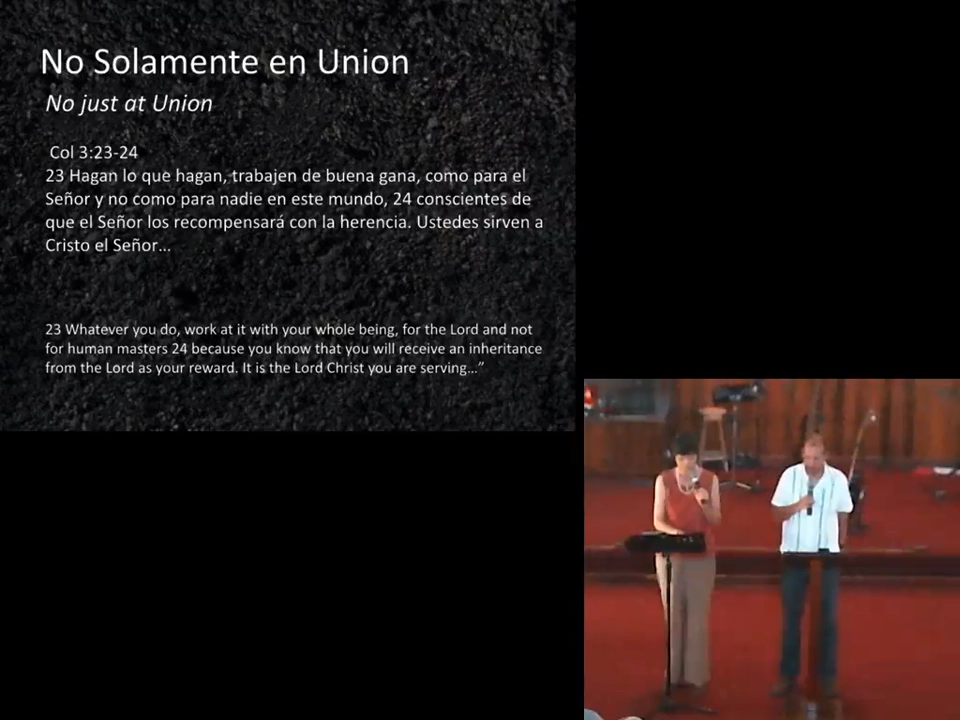 No Solamente en Union
No just at Union
Col 3:23-24
23 Hagan lo que hagan, trabajen de buena gana, como para el
Señor y no como para nadie en este mundo, 24 conscientes de
que el Señor los recompensará con la herencia. Ustedes sirven a
Cristo el Señor...
23 Whatever you do, work at it with your whole being, for the Lord and not
for human masters 24 because you know that you will receive an inheritance
from the Lord as your reward. It is the Lord Christ you are serving...”